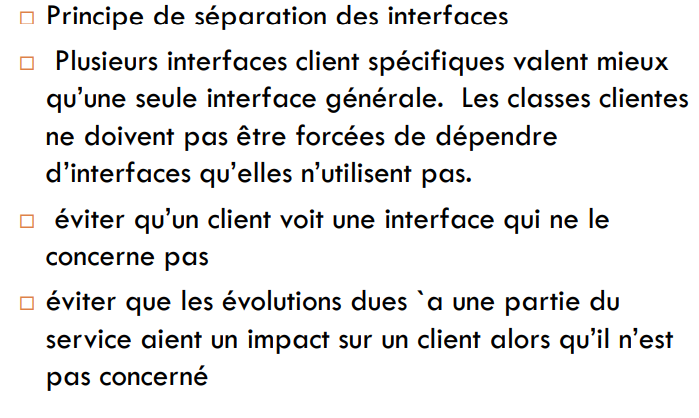 □ Principe de séparation des interfaces
□ Plusieurs interfaces client spécifiques valent mieux
qu’une seule interface générale. Les classes clientes
ne doivent pas être forcées de dépendre
d’interfaces qu’elles n’utilisent pas.
□ éviter qu’un client voit une interface qui ne le
concerne pas
□ éviter que les évolutions dues `a une partie du
service aient un impact sur un client alors qu’il n’est
pas concerné